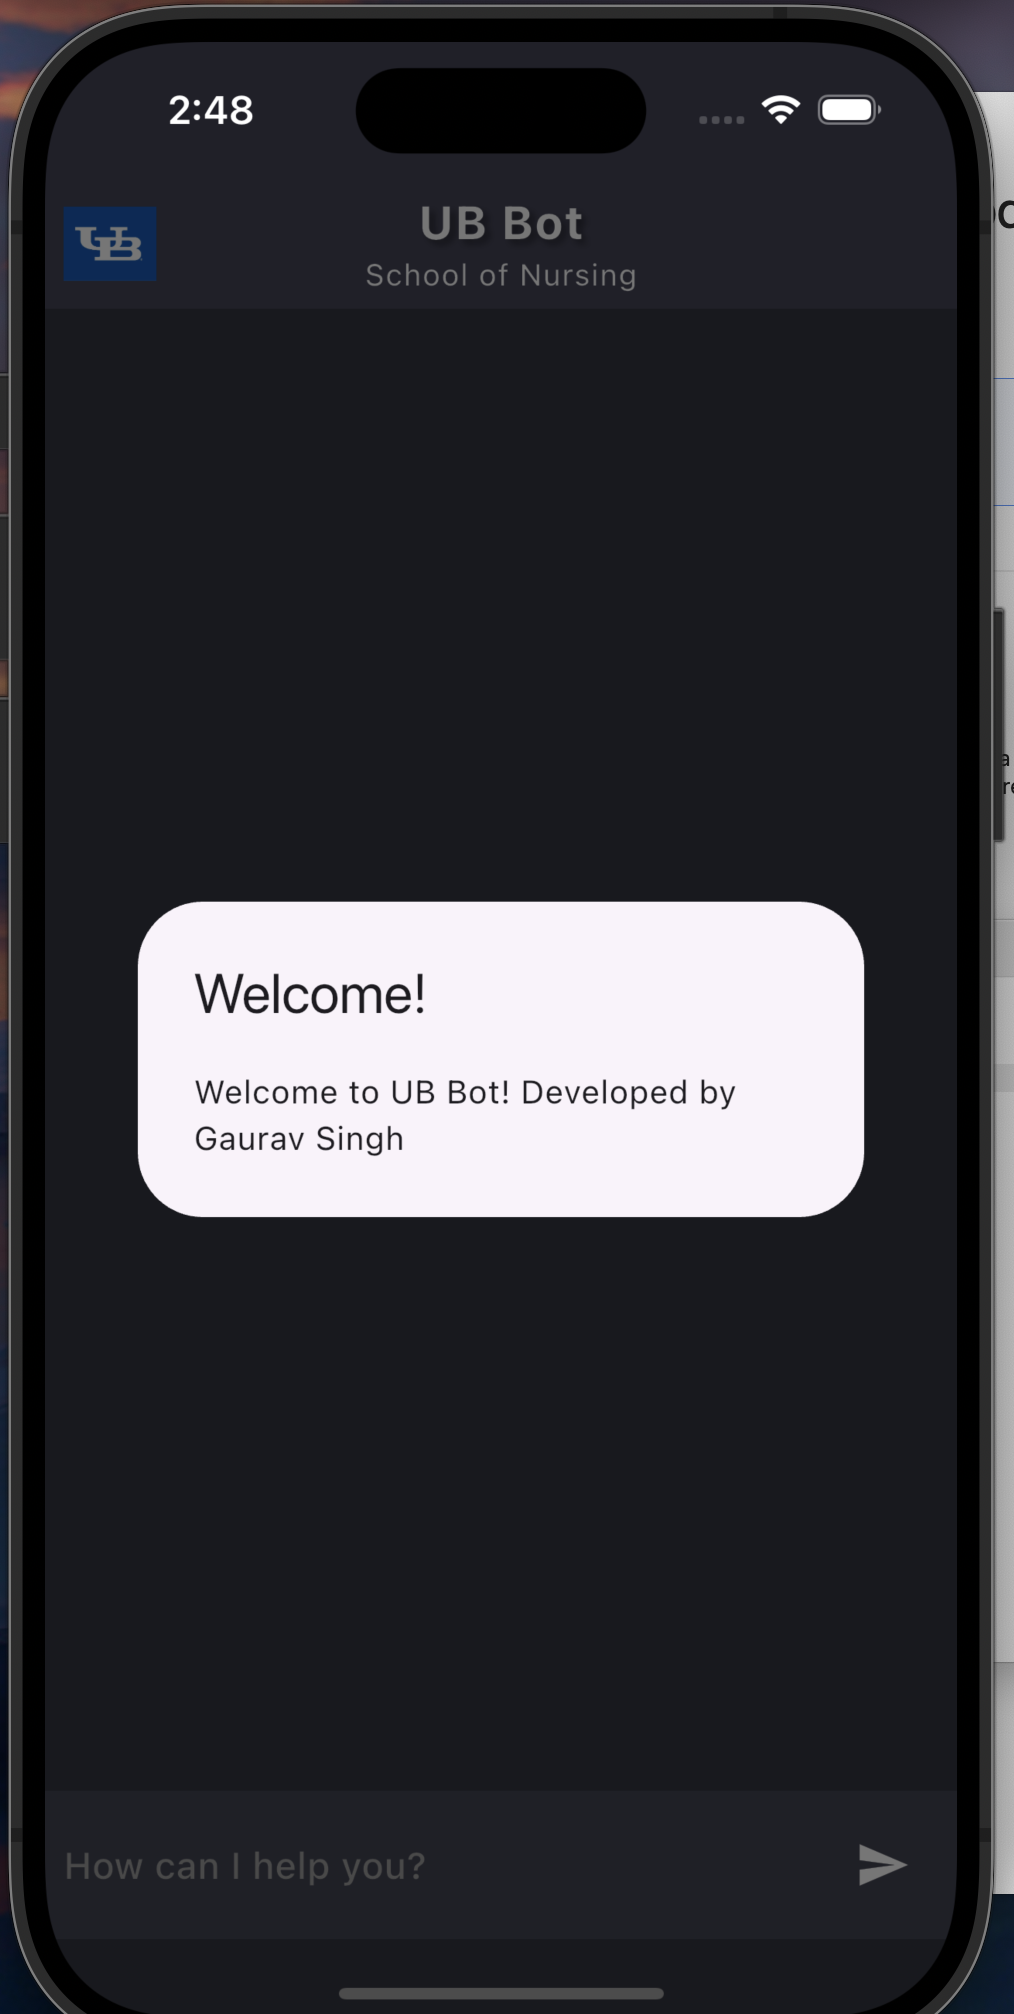 2:48
UB
UB Bot
School of Nursing
Welcome!
Welcome to UB Bot! Developed by
Gaurav Singh
How can I help you?